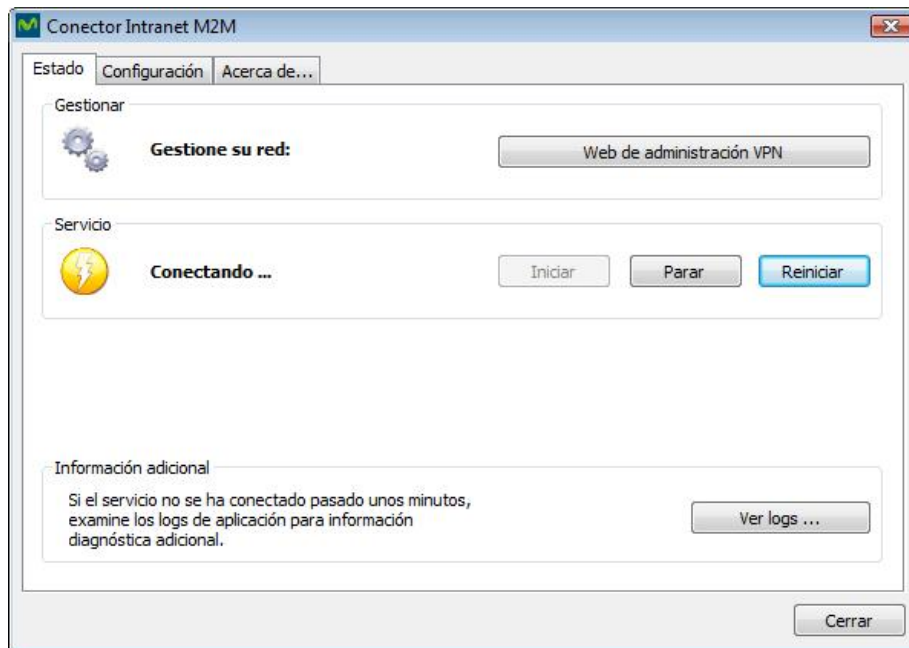 Conector Intranet M2M
Estado
Configuración
Acerca de...
Gestionar
Gestione su red:
Web de administración VPN
Servicio
Conectando ...
Iniciar
Parar
Reiniciar
Información adicional
Si el servicio no se ha conectado pasado unos minutos,
examine los logs de aplicación para información
diagnóstica adicional.
Ver logs ...
Cerrar